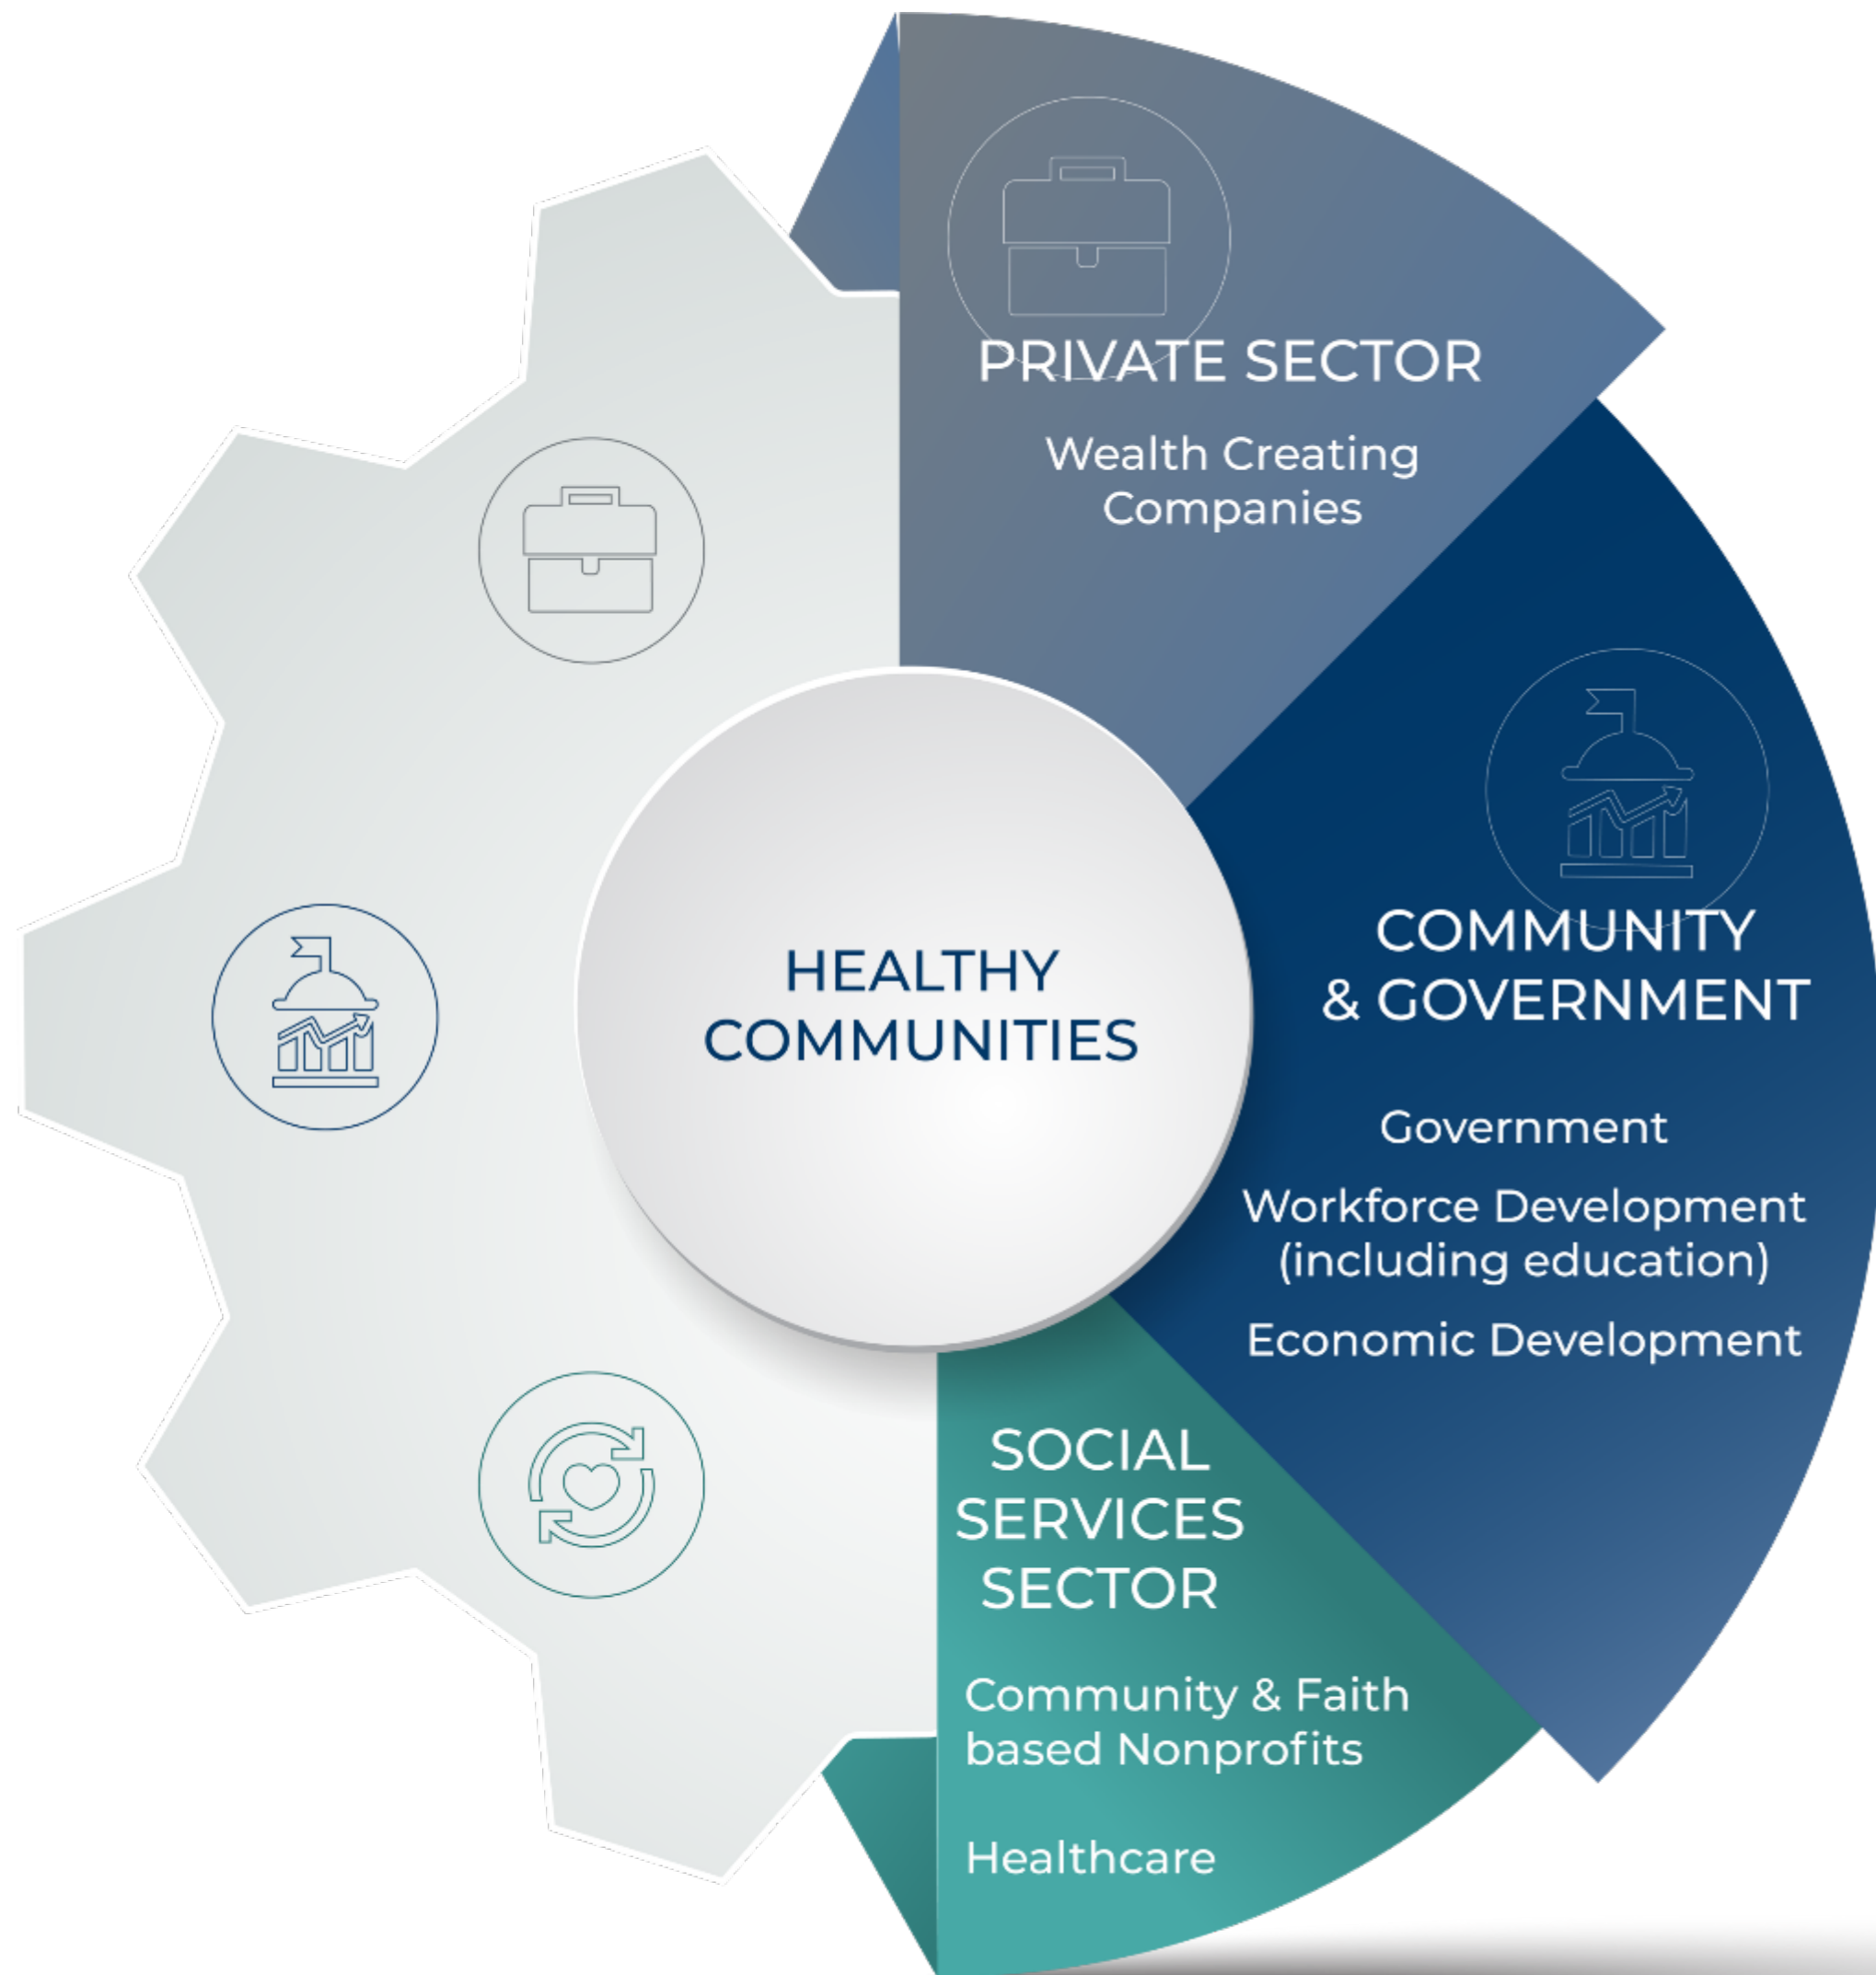 PRIVATE SECTOR
Wealth Creating
Companies
HEALTHY
COMMUNITIES
COMMUNITY
& GOVERNMENT
Government
Workforce Development
(including education)
Economic Development
SOCIAL
SERVICES
SECTOR
Community & Faith
based Nonprofits
Healthcare